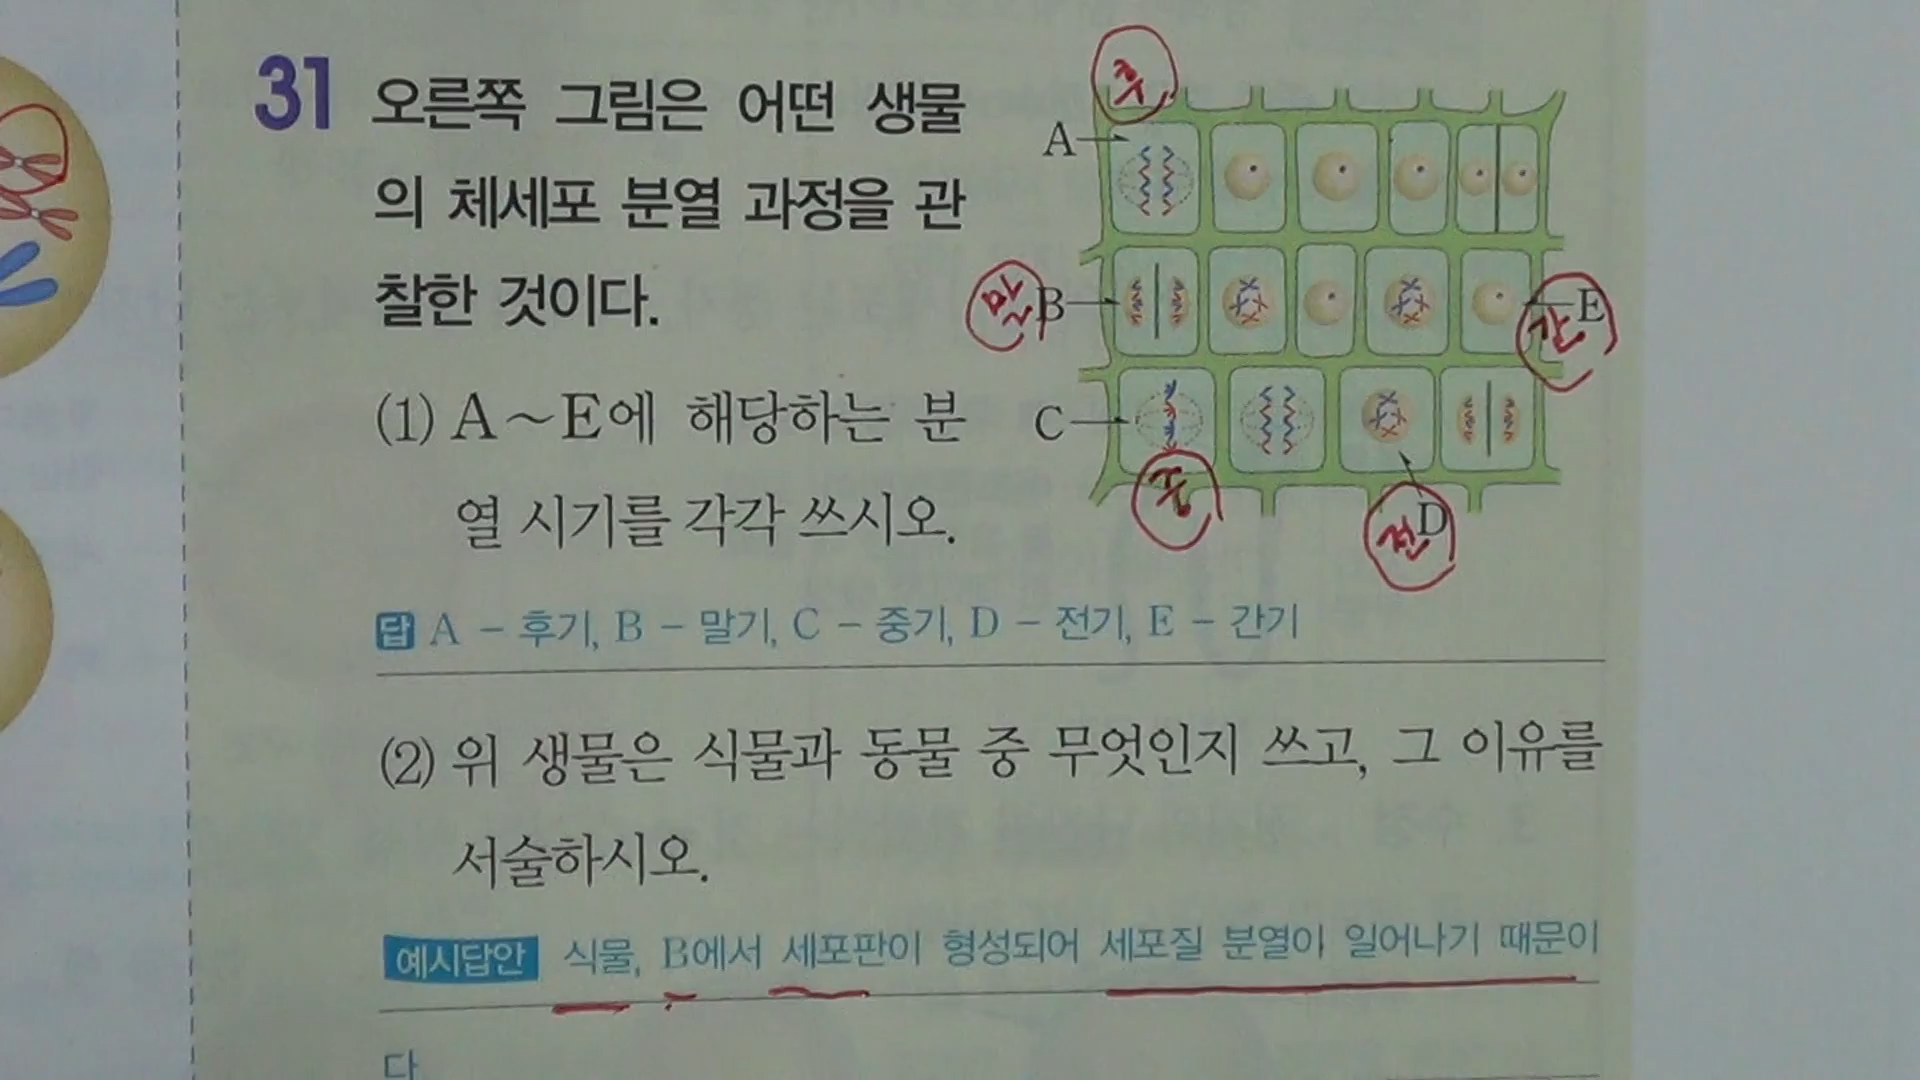 31 오른쪽 그림은 어떤 생물
의 체세포 분열 과정을 관
찰한 것이다.
후
A
말
B
E
간
C
중
D
전
(1) A~E에 해당하는 분
열 시기를 각각 쓰시오.
답 A - 후기, B - 말기, C - 중기, D - 전기, E - 간기
(2) 위 생물은 식물과 동물 중 무엇인지 쓰고, 그 이유를
서술하시오.
예시답안 식물, B에서 세포판이 형성되어 세포질 분열이 일어나기 때문이
다